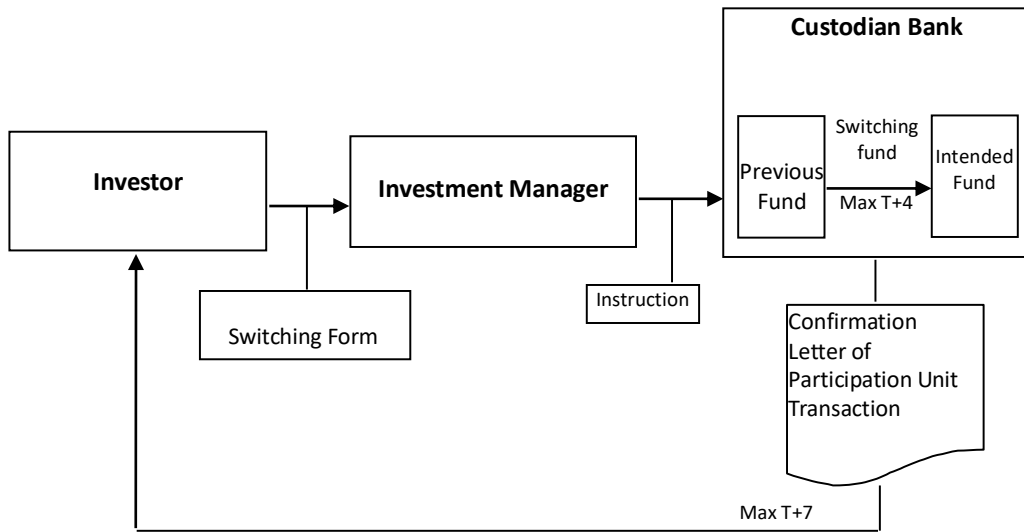 Custodian Bank
Investor
Investment Manager
Previous
Fund
Switching
fund
Max T+4
Intended
Fund
Switching Form
Instruction
Confirmation
Letter of
Participation Unit
Transaction
Max T+7